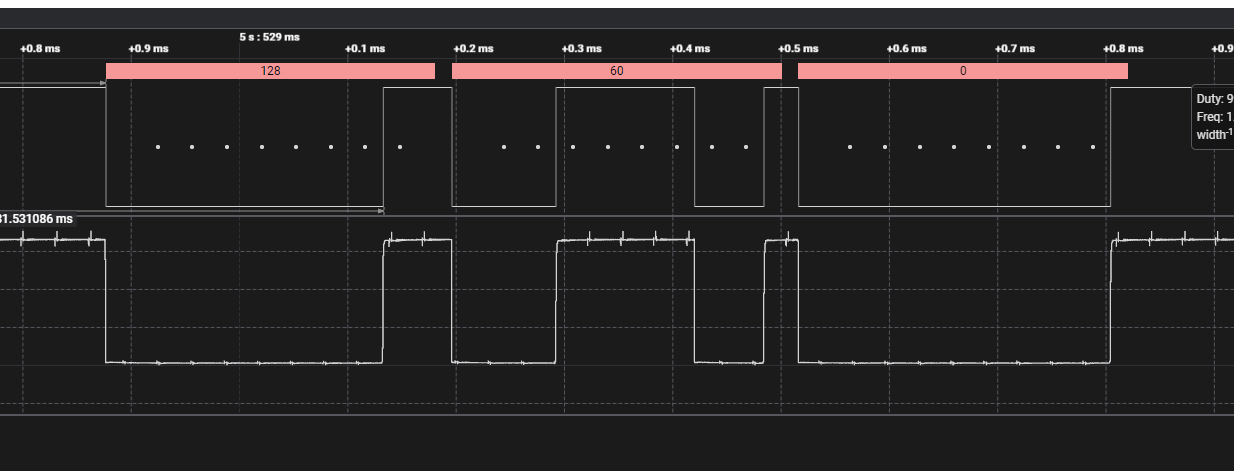 5 s : 529 ms
+0.8 ms +0.9 ms +0.1 ms +0.2 ms +0.3 ms +0.4 ms +0.5 ms +0.6 ms +0.7 ms +0.8 ms +0.9
128 60 0
Duty: 9
Freq: 1.
width-1
31.531086 ms